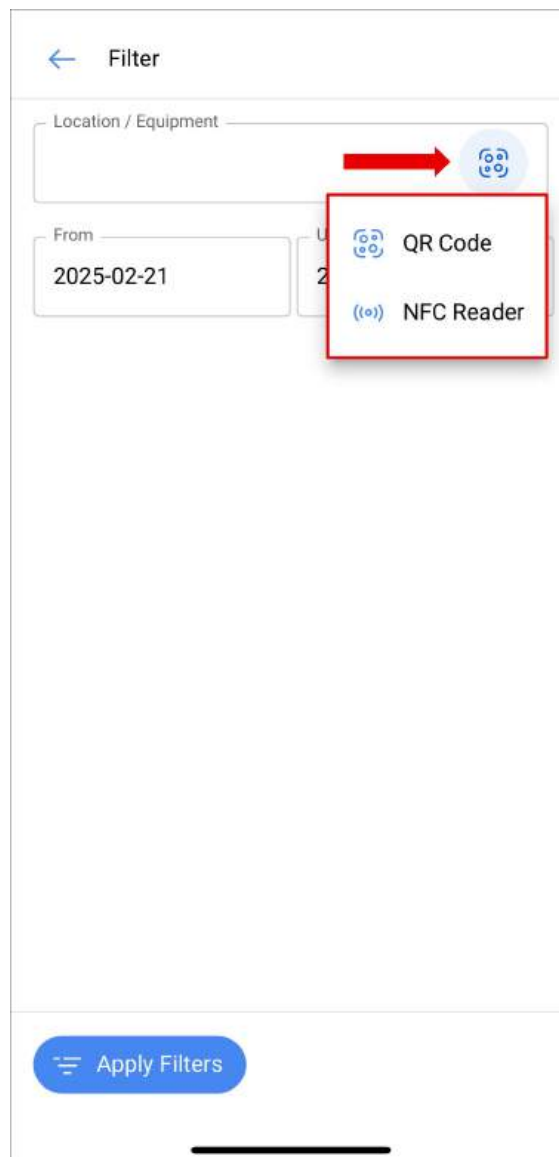 Filter
Location / Equipment
From
2025-02-21
QR Code
NFC Reader
Apply Filters